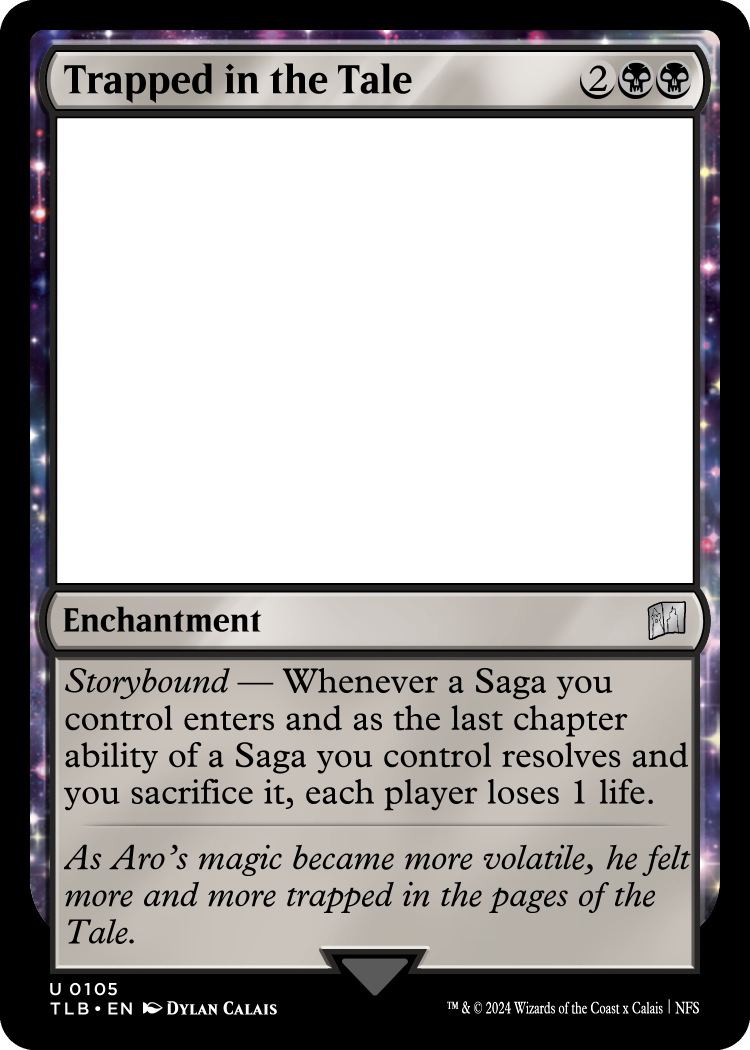 Trapped in the Tale 2
Enchantment
Storybound — Whenever a Saga you
control enters and as the last chapter
ability of a Saga you control resolves and
you sacrifice it, each player loses 1 life.
As Aro's magic became more volatile, he felt
more and more trapped in the pages of the
Tale.
U 0105
TLB • EN Dylan Calais
™ & © 2024 Wizards of the Coast x Calais | NFS